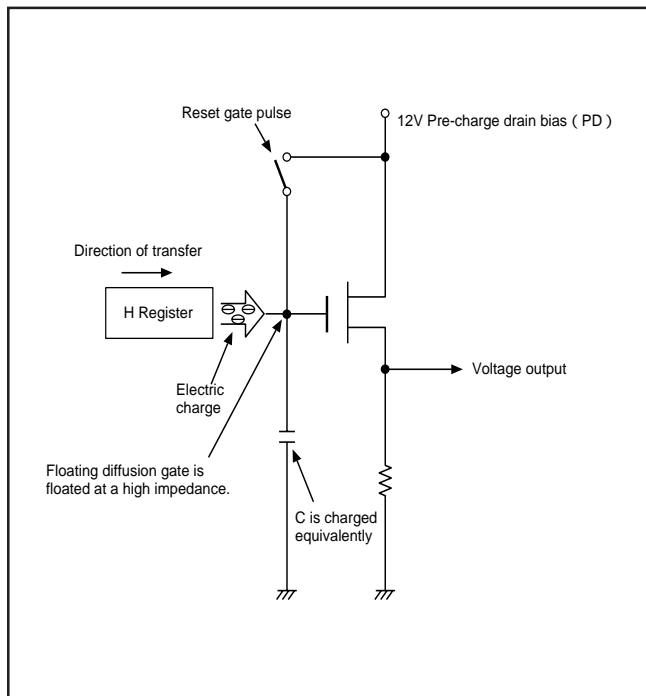 Reset gate pulse
12V Pre-charge drain bias ( PD )
Direction of transfer
H Register
Electric
charge
Voltage output
Floating diffusion gate is
floated at a high impedance.
C is charged
equivalently